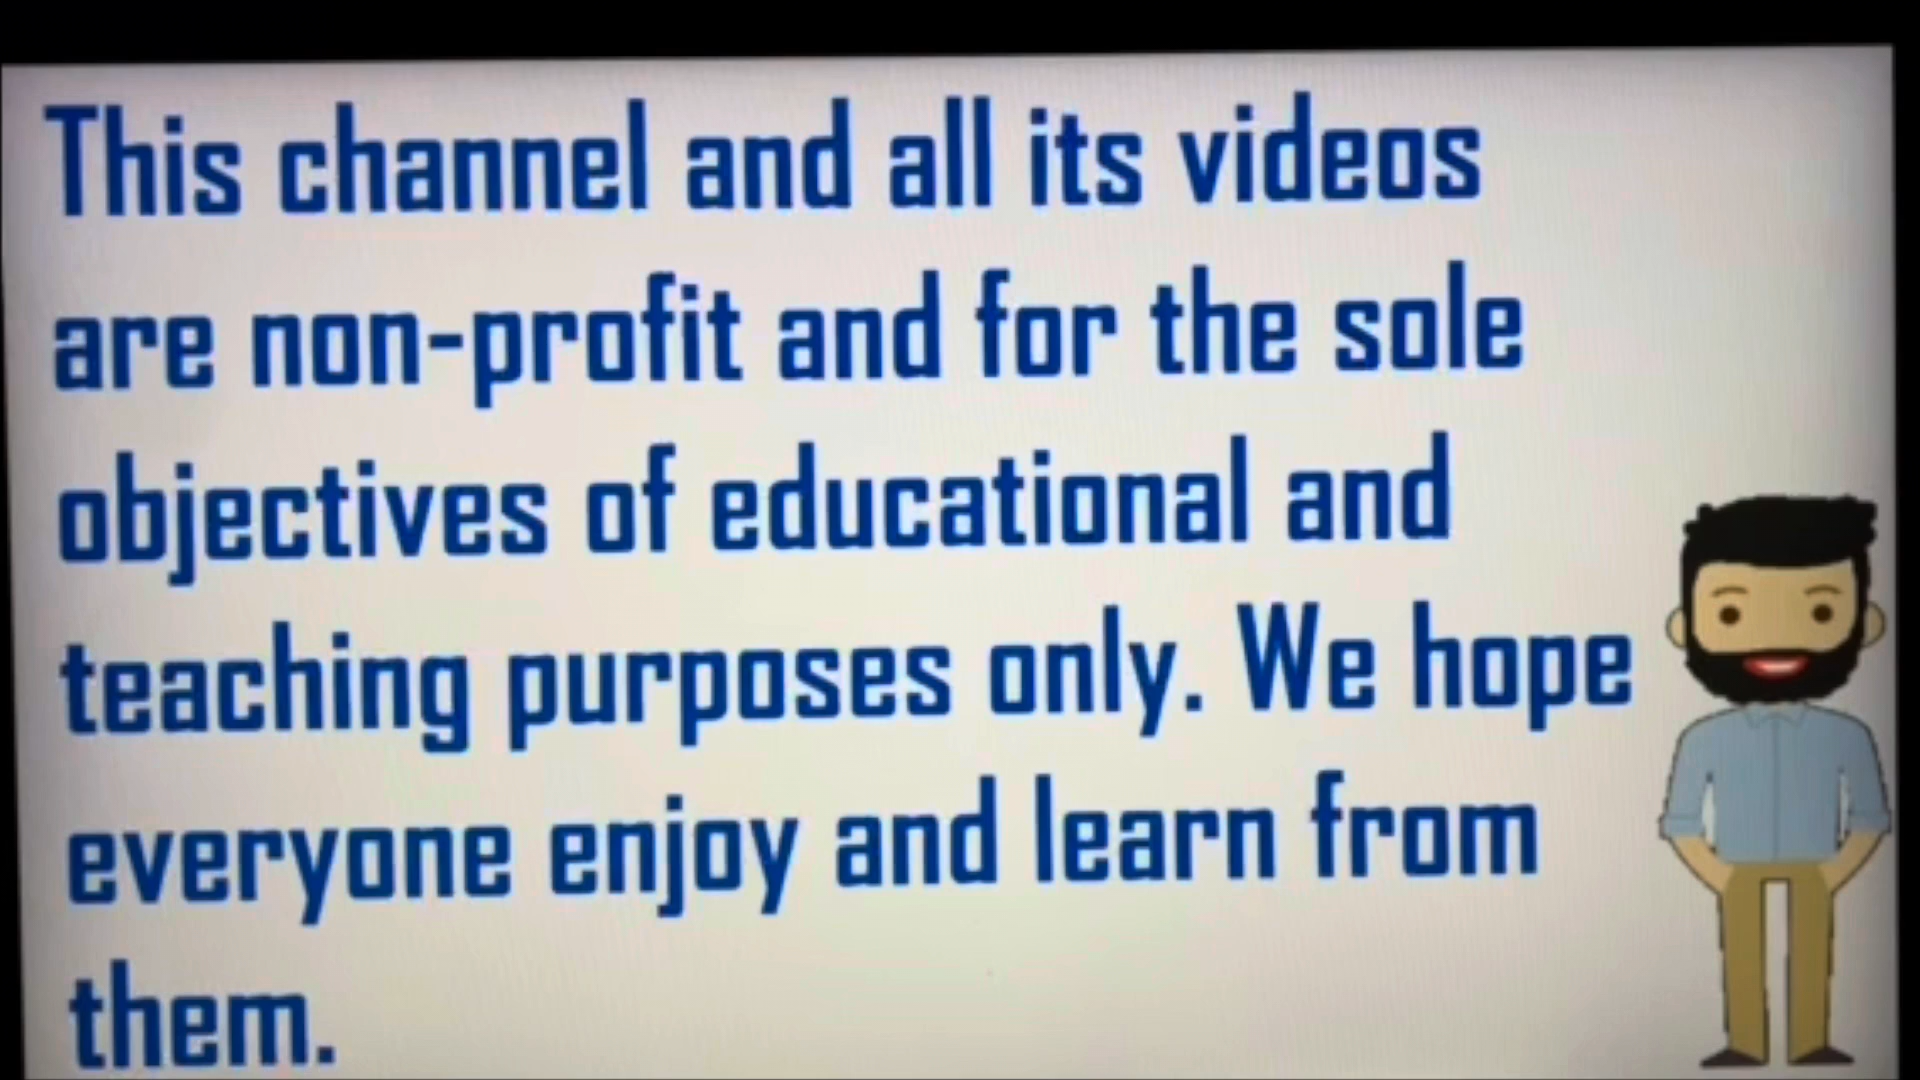 This channel and all its videos
are non-profit and for the sole
objectives of educational and
teaching purposes only. We hope
everyone enjoy and learn from
them.